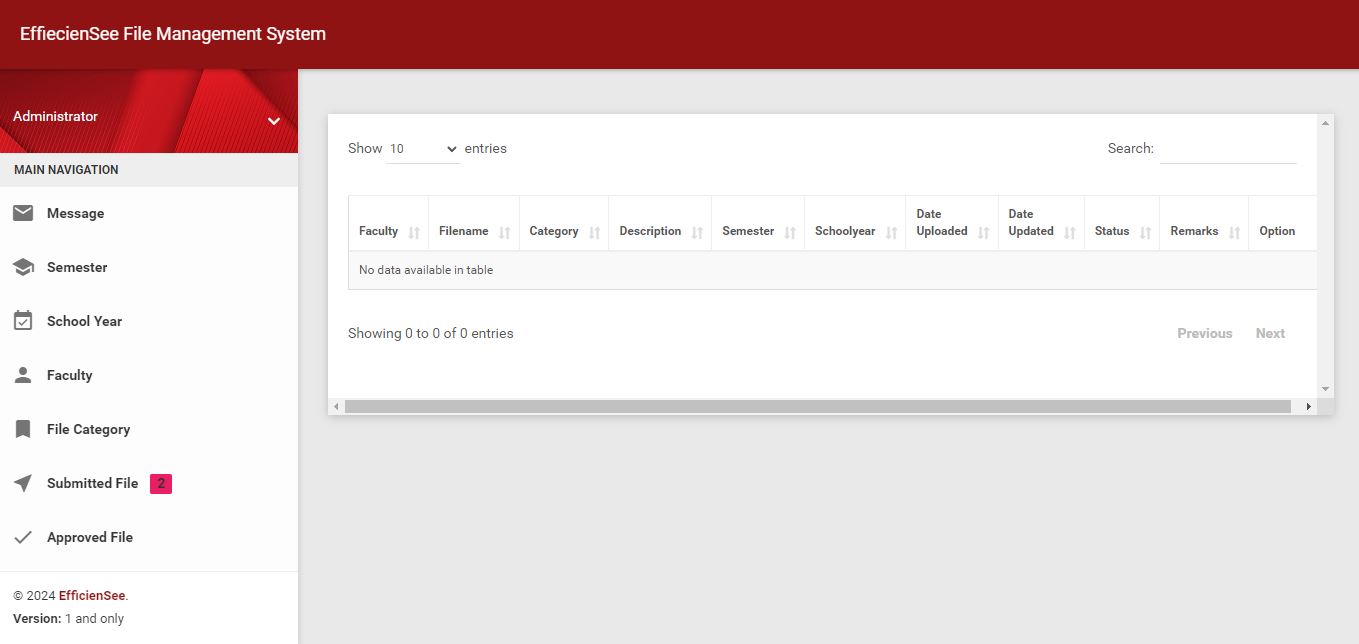 EffiecienSee File Management System
Administrator
MAIN NAVIGATION
Message
Semester
School Year
Faculty
File Category
Submitted File 2
Approved File
© 2024 EfficienSee.
Version: 1 and only
Show 10 entries
Search:
Faculty Filename Category Description Semester Schoolyear Date Uploaded Date Updated Status Remarks Option
No data available in table
Showing 0 to 0 of 0 entries
Previous Next